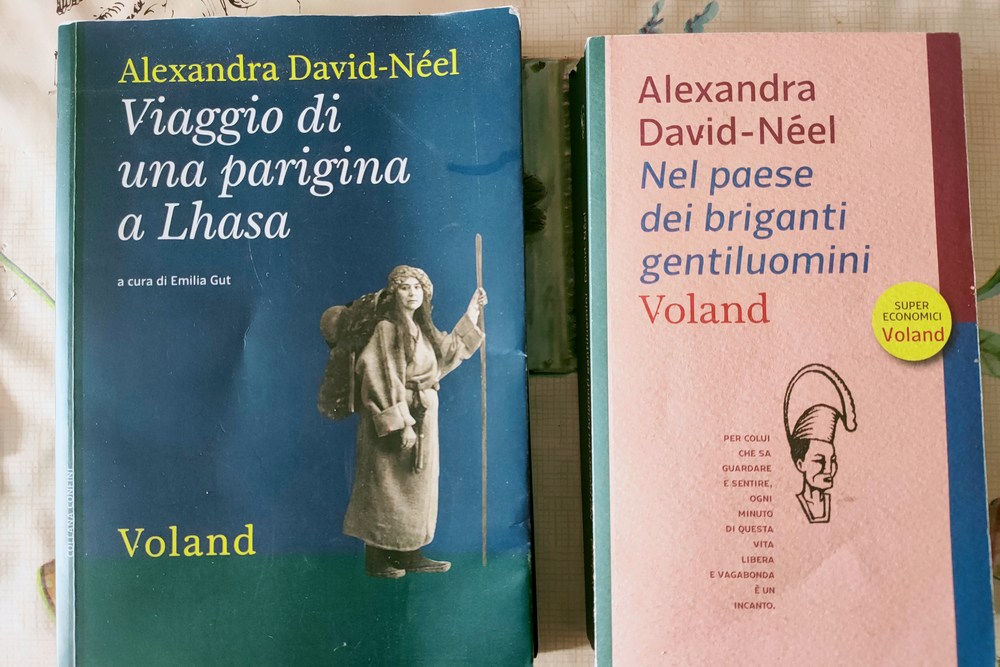 Alexandra David-Néel
Viaggio di
una parigina
a Lhasa
a cura di Emilia Gut
Voland
Alexandra
David-Néel
Nel paese
dei briganti
gentiluomini
Voland
SUPER
ECONOMICI
Voland
PER COLUI
CHE SA
GUARDARE
E SENTIRE,
OGNI
MINUTO
DI QUESTA
VITA
LIBERA
E VAGABONDA
È UN
INCANTO.